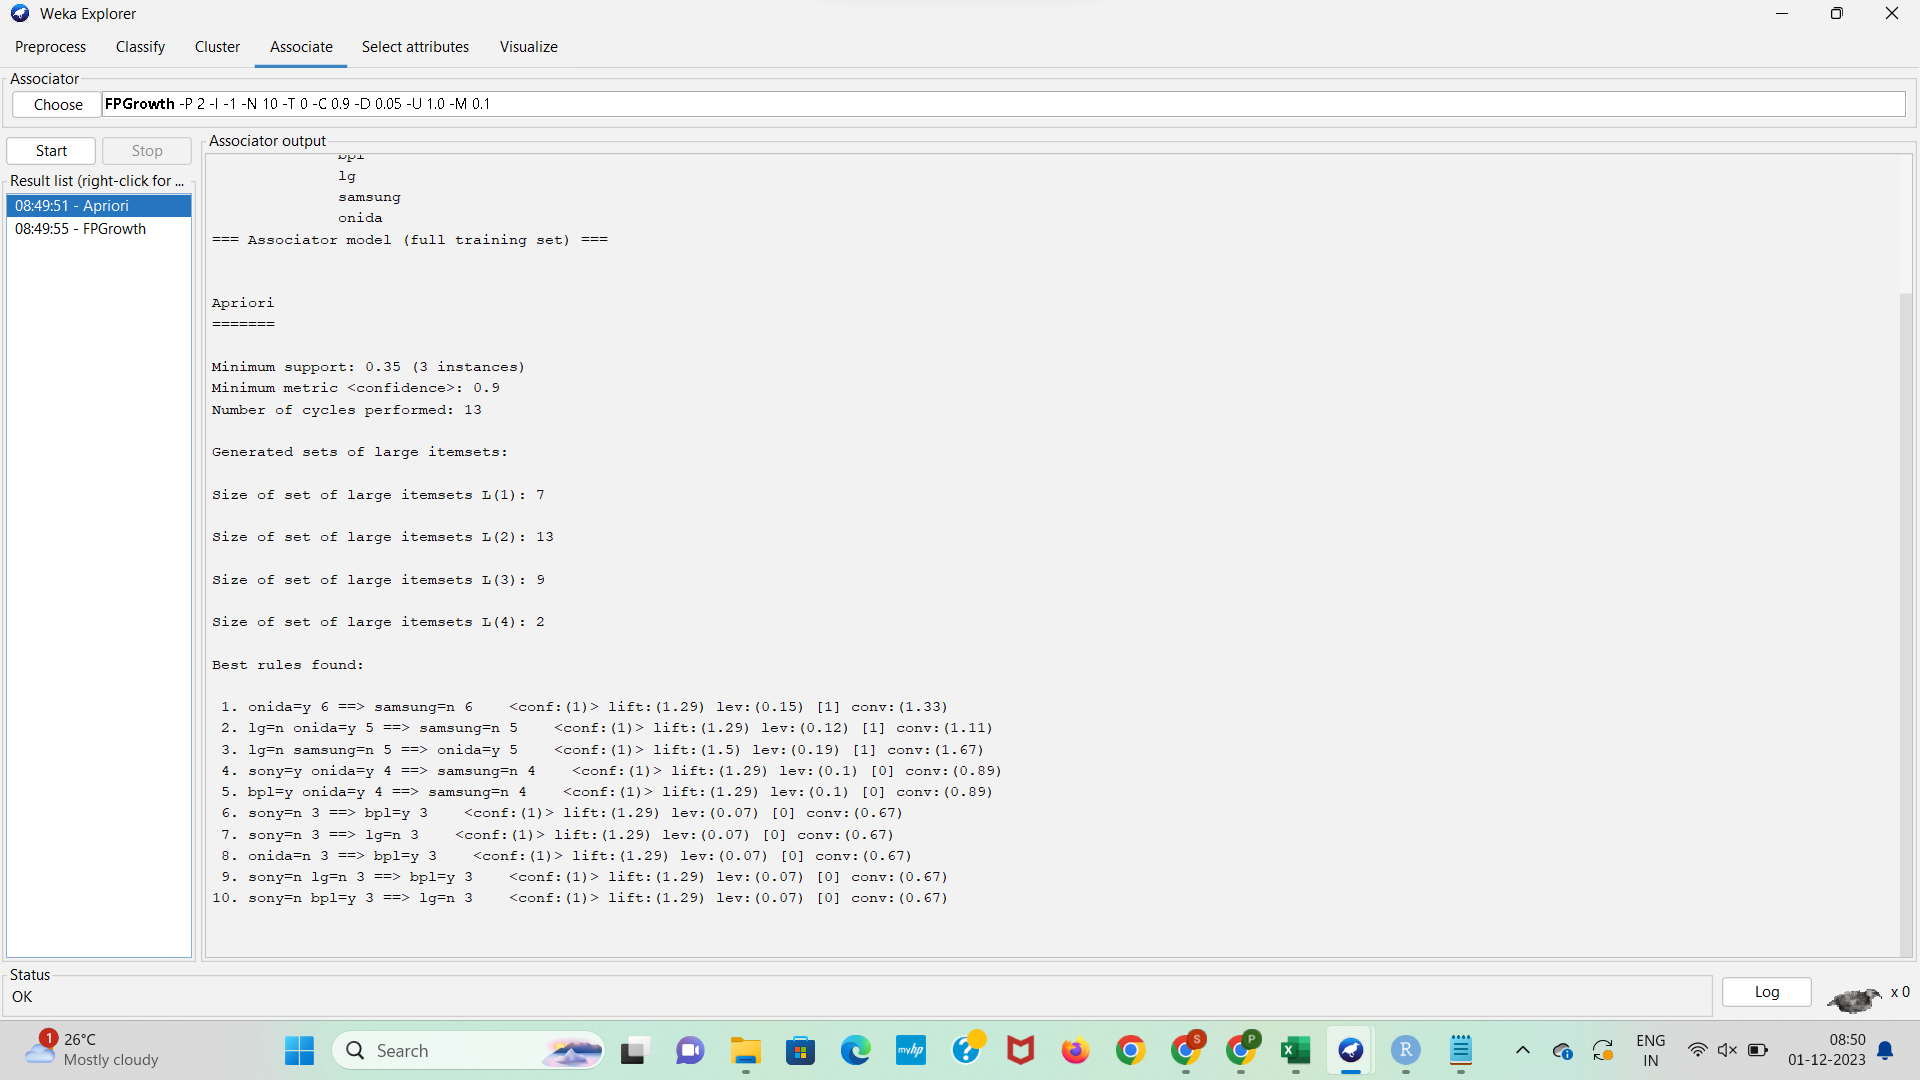 Weka Explorer
Preprocess Classify Cluster Associate Select attributes Visualize
Associator
Choose FPGrowth -P 2 -I -1 -N 10 -T 0 -C 0.9 -D 0.05 -U 1.0 -M 0.1
Start Stop
Result list (right-click for ...
08:49:51 - Apriori
08:49:55 - FPGrowth
Associator output
bpl
lg
samsung
onida
=== Associator model (full training set) ===
Apriori
=======
Minimum support: 0.35 (3 instances)
Minimum metric <confidence>: 0.9
Number of cycles performed: 13
Generated sets of large itemsets:
Size of set of large itemsets L(1): 7
Size of set of large itemsets L(2): 13
Size of set of large itemsets L(3): 9
Size of set of large itemsets L(4): 2
Best rules found:
1. onida=y 6 ==> samsung=n 6 <conf:(1)> lift:(1.29) lev:(0.15) [1] conv:(1.33)
2. lg=n onida=y 5 ==> samsung=n 5 <conf:(1)> lift:(1.29) lev:(0.12) [1] conv:(1.11)
3. lg=n samsung=n 5 ==> onida=y 5 <conf:(1)> lift:(1.5) lev:(0.19) [1] conv:(1.67)
4. sony=y onida=y 4 ==> samsung=n 4 <conf:(1)> lift:(1.29) lev:(0.1) [0] conv:(0.89)
5. bpl=y onida=y 4 ==> samsung=n 4 <conf:(1)> lift:(1.29) lev:(0.1) [0] conv:(0.89)
6. sony=n 3 ==> bpl=y 3 <conf:(1)> lift:(1.29) lev:(0.07) [0] conv:(0.67)
7. sony=n 3 ==> lg=n 3 <conf:(1)> lift:(1.29) lev:(0.07) [0] conv:(0.67)
8. onida=n 3 ==> bpl=y 3 <conf:(1)> lift:(1.29) lev:(0.07) [0] conv:(0.67)
9. sony=n lg=n 3 ==> bpl=y 3 <conf:(1)> lift:(1.29) lev:(0.07) [0] conv:(0.67)
10. sony=n bpl=y 3 ==> lg=n 3 <conf:(1)> lift:(1.29) lev:(0.07) [0] conv:(0.67)
Status
OK
Log
x 0
1
26°C
Mostly cloudy
Search
myhp
?
S
P
X
R
ENG
IN
08:50
01-12-2023